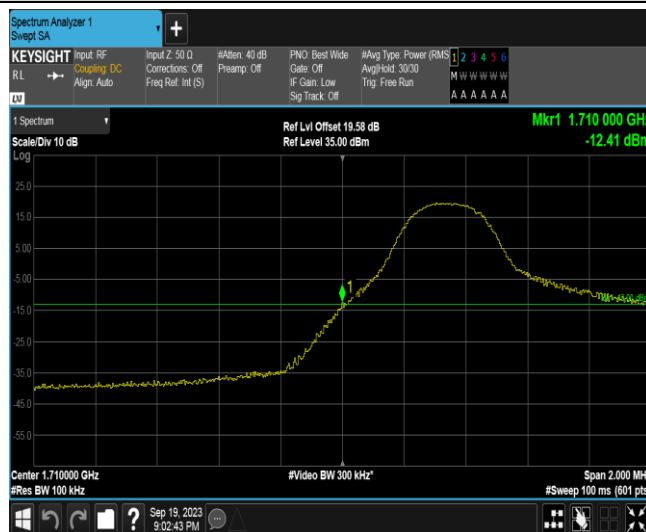 Spectrum Analyzer 1
Swept SA
+
KEYSIGHT
RL
LXI
Input: RF
Coupling: DC
Align: Auto
Input Z: 50 Ω
Corrections: Off
Freq Ref: Int (S)
#Atten: 40 dB
Preamp: Off
PNO: Best Wide
Gate: Off
IF Gain: Low
Sig Track: Off
#Avg Type: Power (RMS
Avg|Hold: 30/30
Trig: Free Run
1 2 3 4 5 6
M W W W W W
A A A A A A
1 Spectrum
Scale/Div 10 dB
Ref Lvl Offset 19.58 dB
Ref Level 35.00 dBm
Mkr1 1.710 000 GHz
-12.41 dBm
Log
25.0
15.0
5.00
-5.00
-15.0
-25.0
-35.0
-45.0
-55.0
1
Center 1.710000 GHz
#Res BW 100 kHz
#Video BW 300 kHz*
Span 2.000 MH
#Sweep 100 ms (601 pts
?
Sep 19, 2023
9:02:43 PM